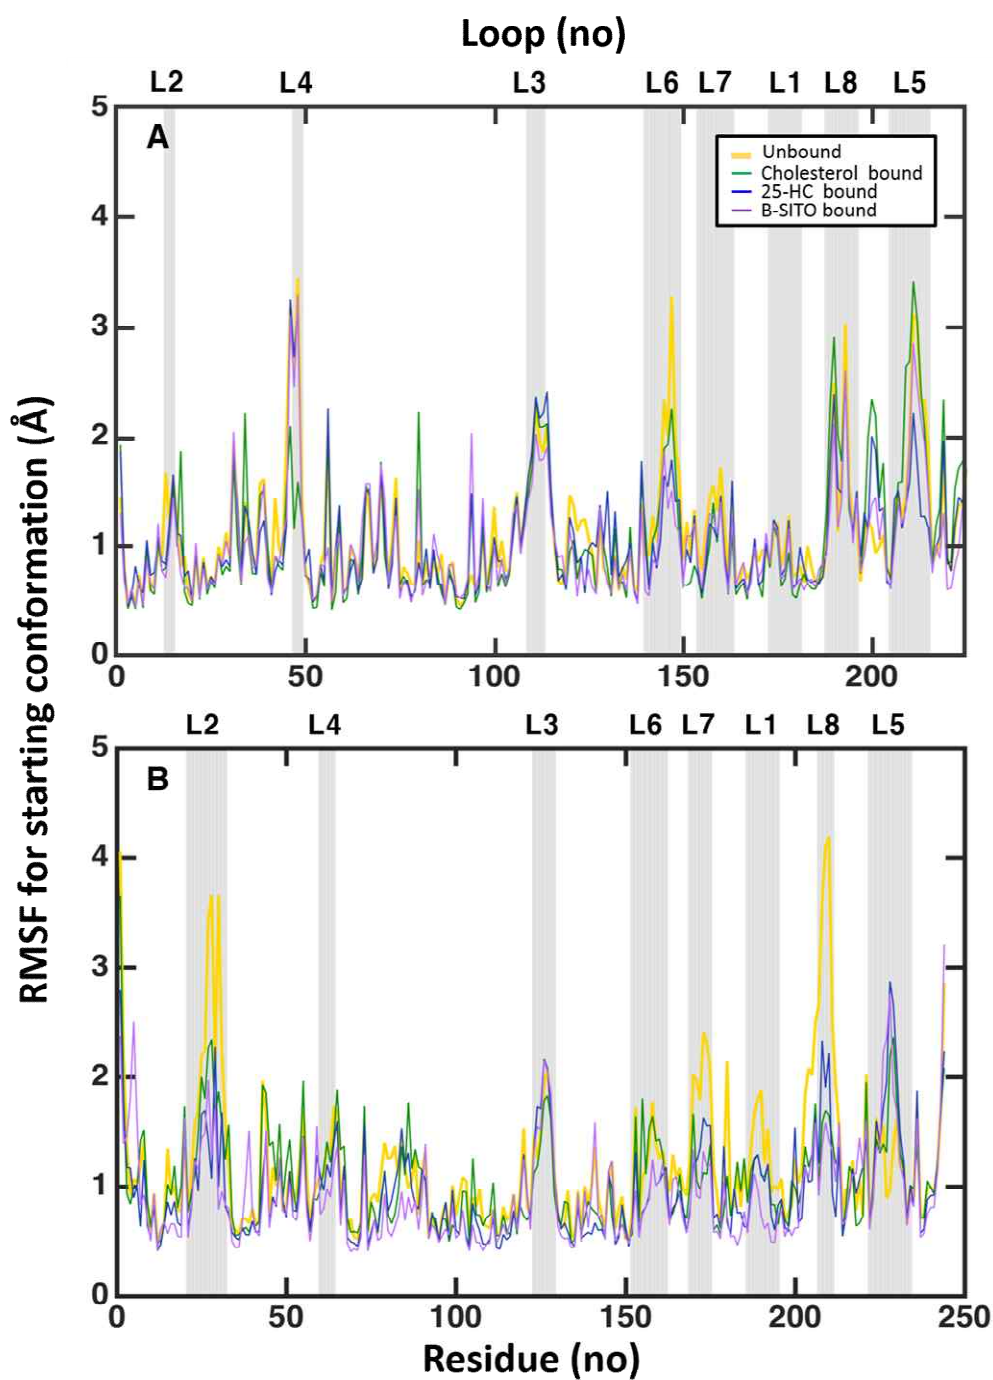 Loop (no)
L2 L4 L3 L6 L7 L1 L8 L5
5
A
Unbound
Cholesterol bound
25-HC bound
B-SITO bound
4
3
2
1
0
0 50 100 150 200
L2 L4 L3 L6 L7 L1 L8 L5
5
B
4
3
2
1
0
0 50 100 150 200 250
Residue (no)
RMSF for starting conformation (Å)